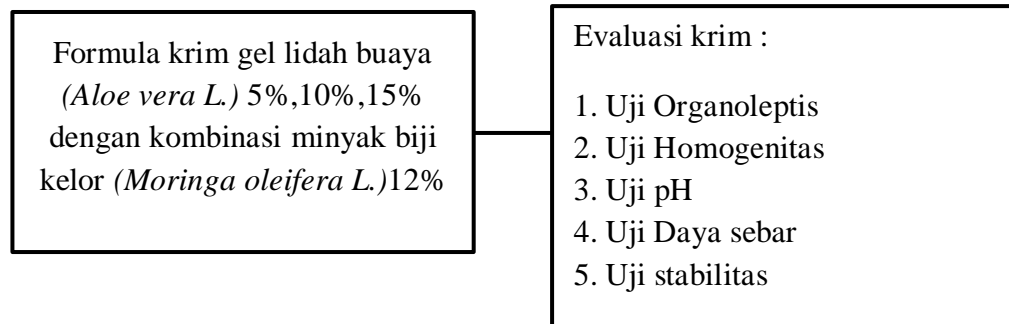 Formula krim gel lidah buaya
(Aloe vera L.) 5%,10%,15%
dengan kombinasi minyak biji
kelor (Moringa oleifera L.)12%
Evaluasi krim :
1. Uji Organoleptis
2. Uji Homogenitas
3. Uji pH
4. Uji Daya sebar
5. Uji stabilitas